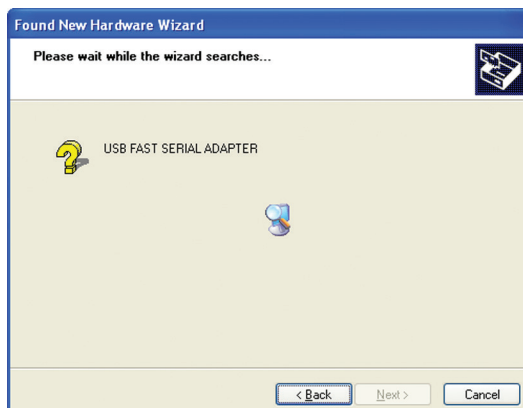 Found New Hardware Wizard
Please wait while the wizard searches...
USB FAST SERIAL ADAPTER
< Back Next > Cancel